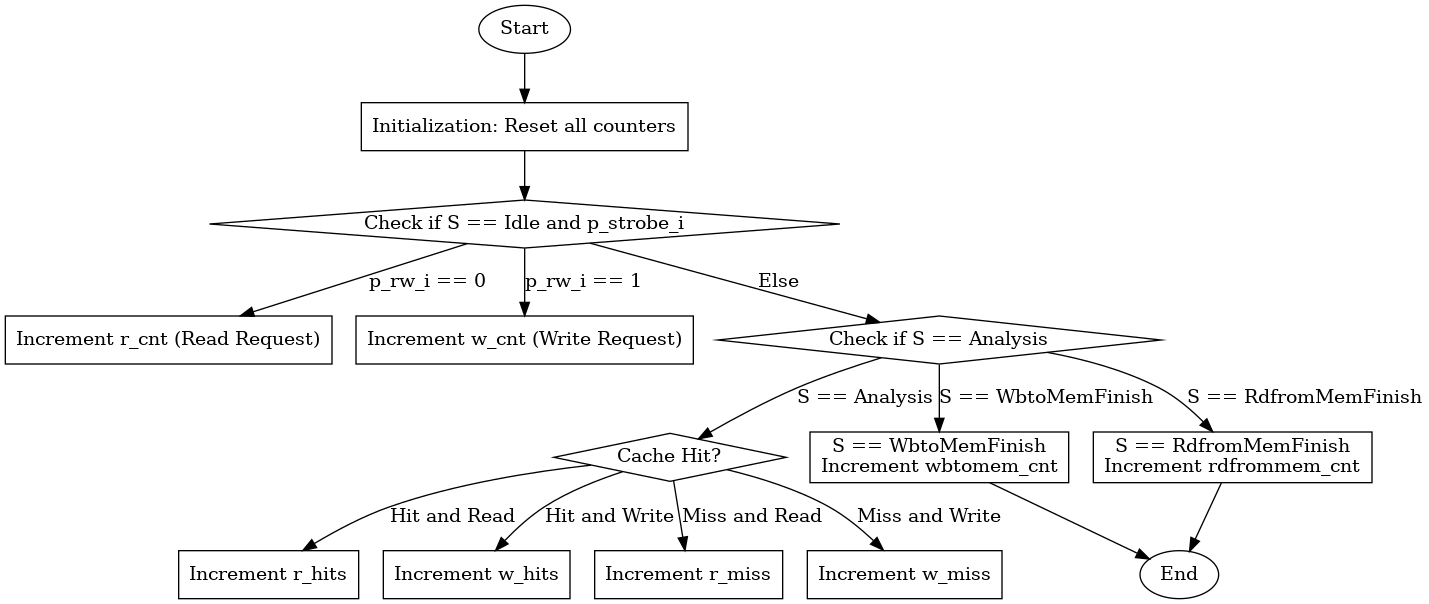 Start
Initialization: Reset all counters
Check if S == Idle and p_strobe_i
p_rw_i == 0
p_rw_i == 1
Else
Increment r_cnt (Read Request)
Increment w_cnt (Write Request)
Check if S == Analysis
S == Analysis
S == WbtoMemFinish
S == RdfromMemFinish
Cache Hit?
S == WbtoMemFinish
Increment wbtomem_cnt
S == RdfromMemFinish
Increment rdfrommem_cnt
Hit and Read
Hit and Write
Miss and Read
Miss and Write
Increment r_hits
Increment w_hits
Increment r_miss
Increment w_miss
End